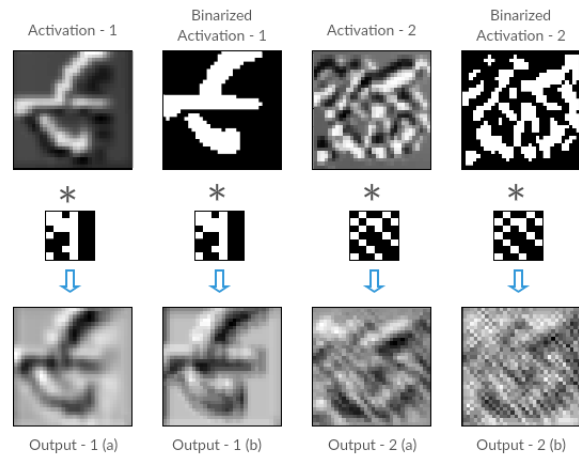 Activation - 1
Binarized
Activation - 1
Activation - 2
Binarized
Activation - 2
* * * *
Output - 1 (a)
Output - 1 (b)
Output - 2 (a)
Output - 2 (b)